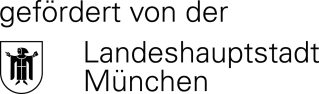 gefördert von der
Landeshauptstadt
München